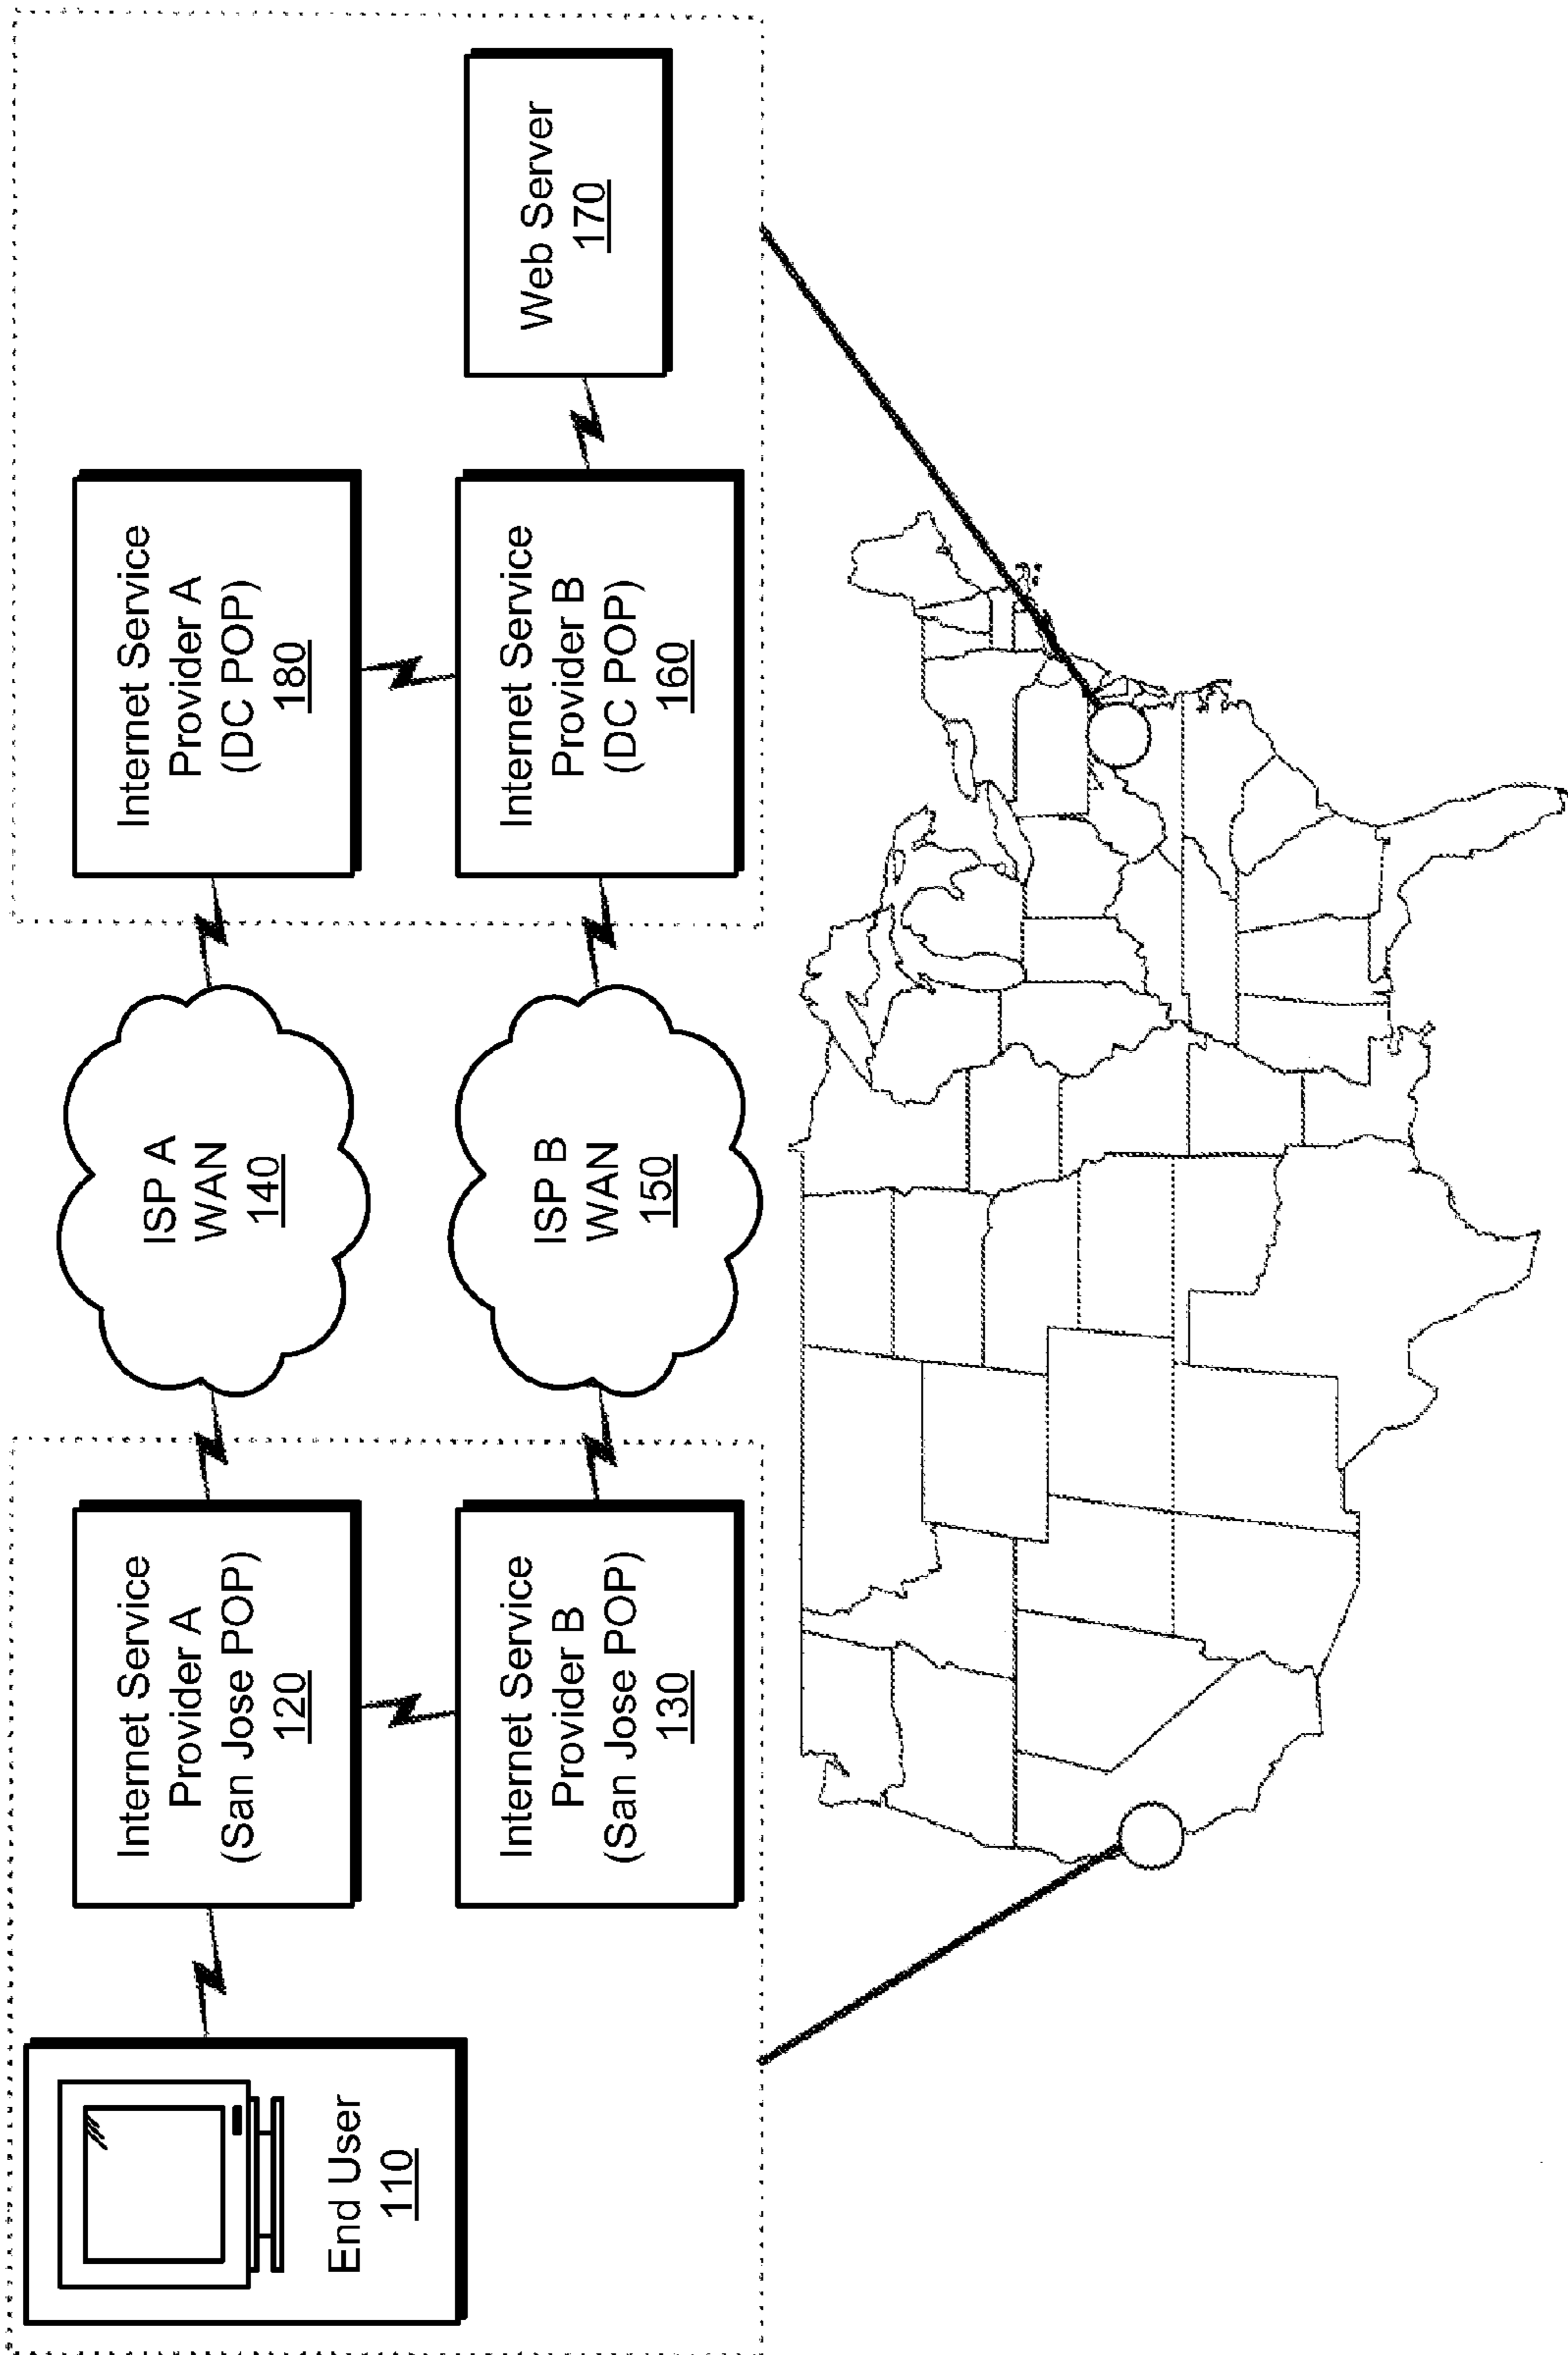 End User
110
Internet Service
Provider A
(San Jose POP)
120
Internet Service
Provider B
(San Jose POP)
130
ISP A
WAN
140
ISP B
WAN
150
Internet Service
Provider A
(DC POP)
180
Internet Service
Provider B
(DC POP)
160
Web Server
170